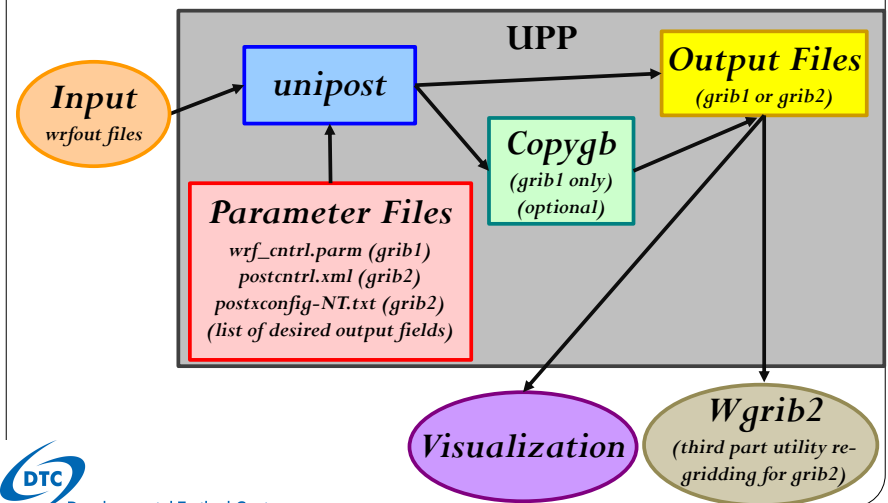 UPP
Input
wrfout files
unipost
Output Files
(grib1 or grib2)
Copygb
(grib1 only)
(optional)
Parameter Files
wrf_cntrl.parm (grib1)
postcntrl.xml (grib2)
postxconfig-NT.txt (grib2)
(list of desired output fields)
Visualization
Wgrib2
(third part utility re-
gridding for grib2)
DTC